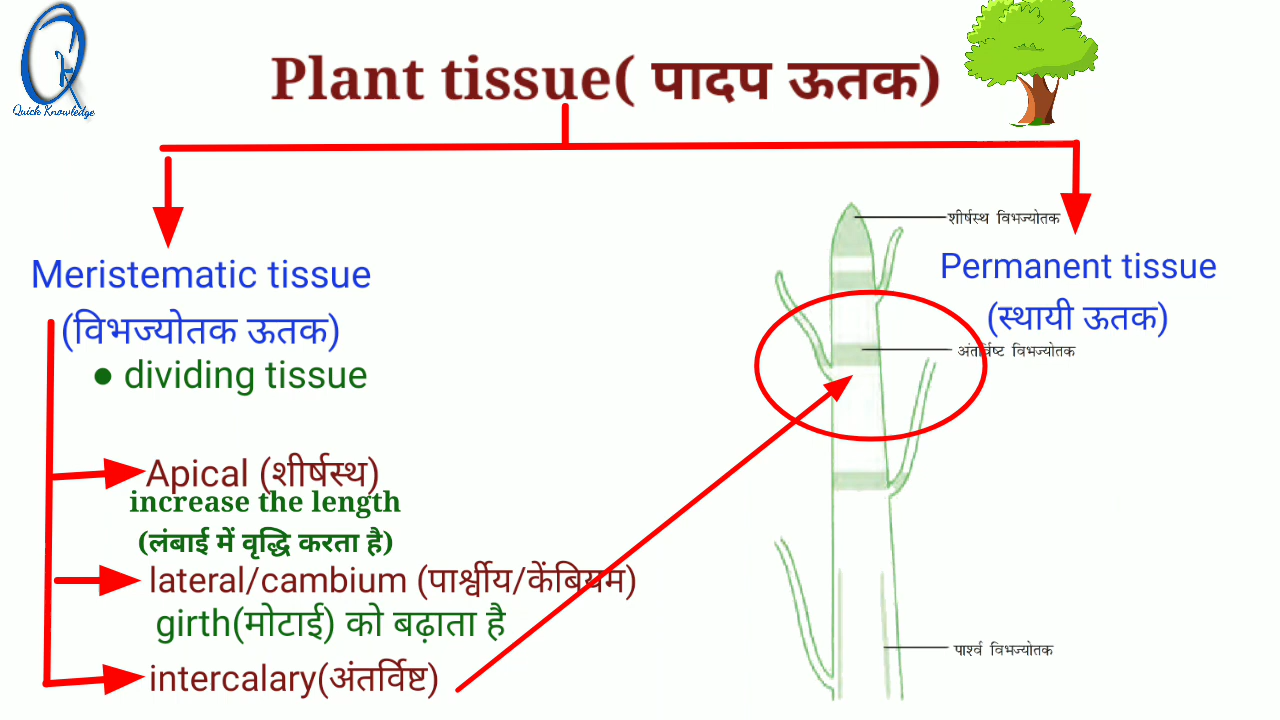 Quick Knowledge
Plant tissue( पादप ऊतक)
Meristematic tissue
(विभज्योतक ऊतक)
• dividing tissue
Apical (शीर्षस्थ)
increase the length
(लंबाई में वृद्धि करता है)
lateral/cambium (पार्श्वीय/केंबियम)
girth(मोटाई) को बढ़ाता है
intercalary(अंतर्विष्ट)
शीर्षस्थ विभज्योतक
Permanent tissue
(स्थायी ऊतक)
अंतर्विष्ट विभज्योतक
पार्श्व विभज्योतक